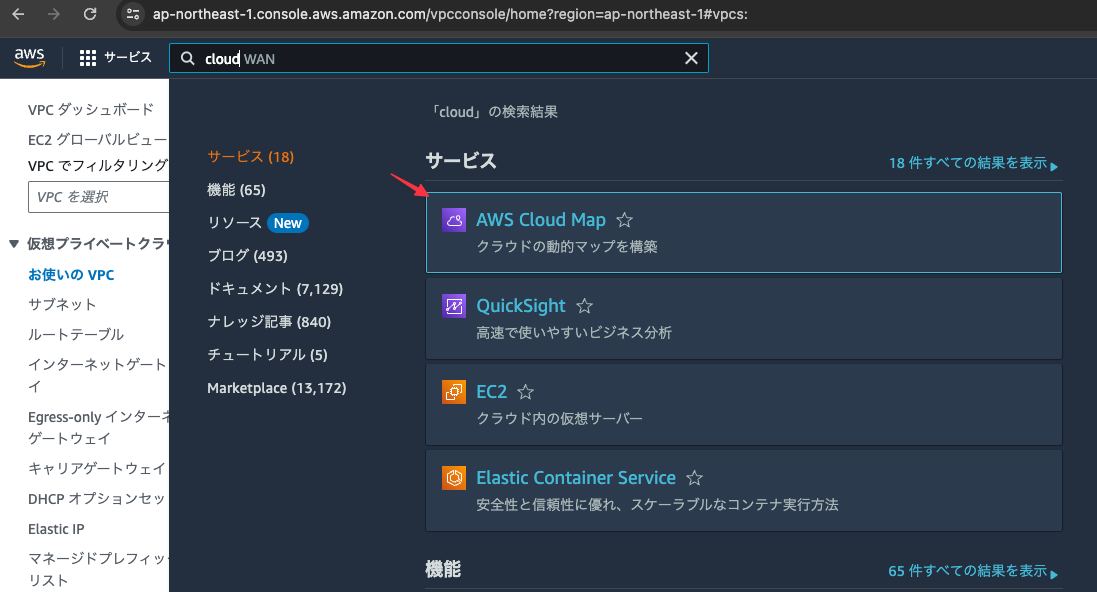 ap-northeast-1.console.aws.amazon.com/vpcconsole/home?region=ap-northeast-1#vpcs:
aws
サービス
cloud WAN
VPC ダッシュボード
EC2 グローバルビュー
VPC でフィルタリング
VPC を選択
仮想プライベートクラウ
お使いの VPC
サブネット
ルートテーブル
インターネットゲート
イ
Egress-only インターネ
ゲートウェイ
キャリアゲートウェイ
DHCP オプションセッ
Elastic IP
マネージドプレフィッ
リスト
「cloud」の検索結果
サービス (18)
機能 (65)
リソース New
ブログ (493)
ドキュメント (7,129)
ナレッジ記事 (840)
チュートリアル (5)
Marketplace (13,172)
サービス
18 件すべての結果を表示
AWS Cloud Map
クラウドの動的マップを構築
QuickSight
高速で使いやすいビジネス分析
EC2
クラウド内の仮想サーバー
Elastic Container Service
安全性と信頼性に優れ、スケーラブルなコンテナ実行方法
機能
65 件すべての結果を表示